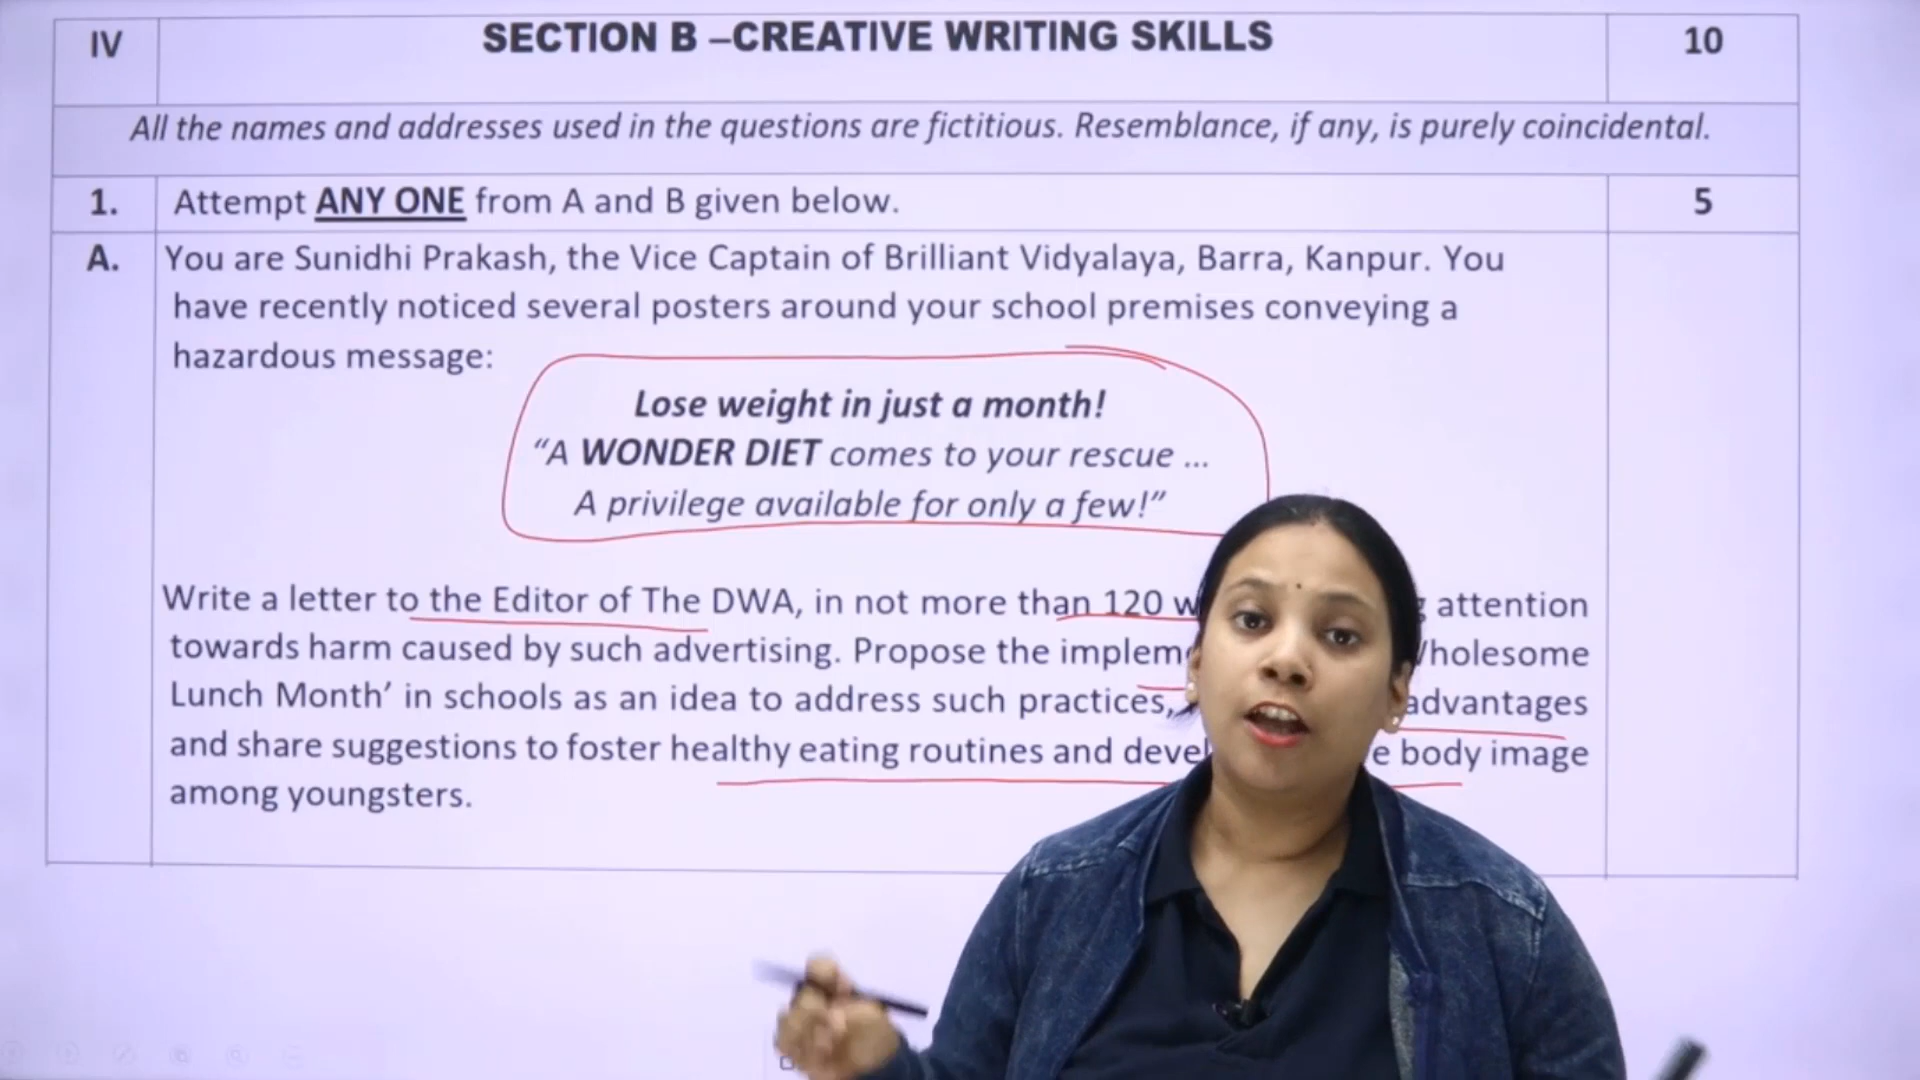 IV SECTION B –CREATIVE WRITING SKILLS 10
All the names and addresses used in the questions are fictitious. Resemblance, if any, is purely coincidental.
1. Attempt ANY ONE from A and B given below. 5
A. You are Sunidhi Prakash, the Vice Captain of Brilliant Vidyalaya, Barra, Kanpur. You
have recently noticed several posters around your school premises conveying a
hazardous message:
Lose weight in just a month!
“A WONDER DIET comes to your rescue ...
A privilege available for only a few!”
Write a letter to the Editor of The DWA, in not more than 120 attention
towards harm caused by such advertising. Propose the
Lunch Month’ in schools as an idea to address such practices, advantages
and share suggestions to foster healthy eating routines and body image
among youngsters.